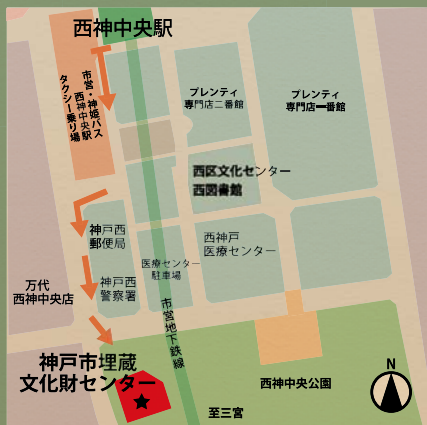 西神中央駅
市営・神姫バス
西神中央駅
タクシー乗り場
プレンティ
専門店二番館
プレンティ
専門店一番館
西区文化センター
西図書館
神戸西
郵便局
西神戸
医療センター
医療センター
駐車場
神戸西
警察署
万代
西神中央店
市営地下鉄線
神戸市埋蔵
文化財センター
西神中央公園
至三宮
N